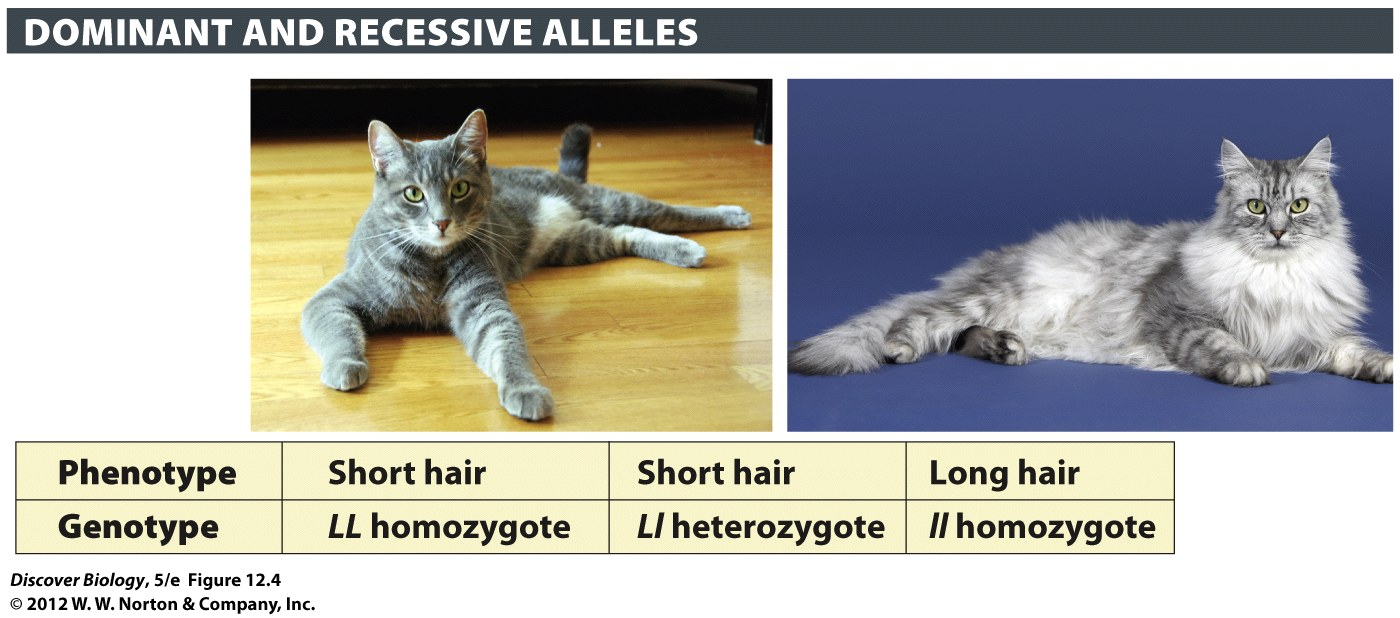 DOMINANT AND RECESSIVE ALLELES
Phenotype Short hair Short hair Long hair
Genotype LL homozygote Ll heterozygote ll homozygote
Discover Biology, 5/e Figure 12.4
© 2012 W. W. Norton & Company, Inc.